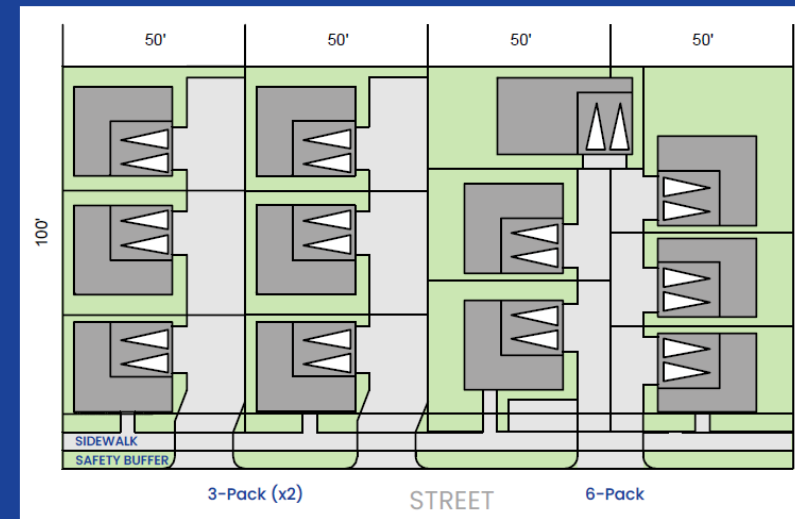 50' 50' 50' 50'
100'
SIDEWALK
SAFETY BUFFER
3-Pack (x2) 6-Pack
STREET